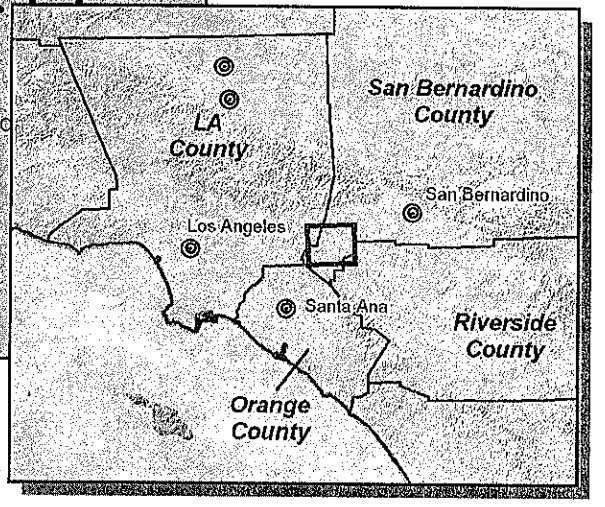 San Bernardino
County
LA
County
San Bernardino
Los Angeles
Santa Ana
Riverside
County
Orange
County